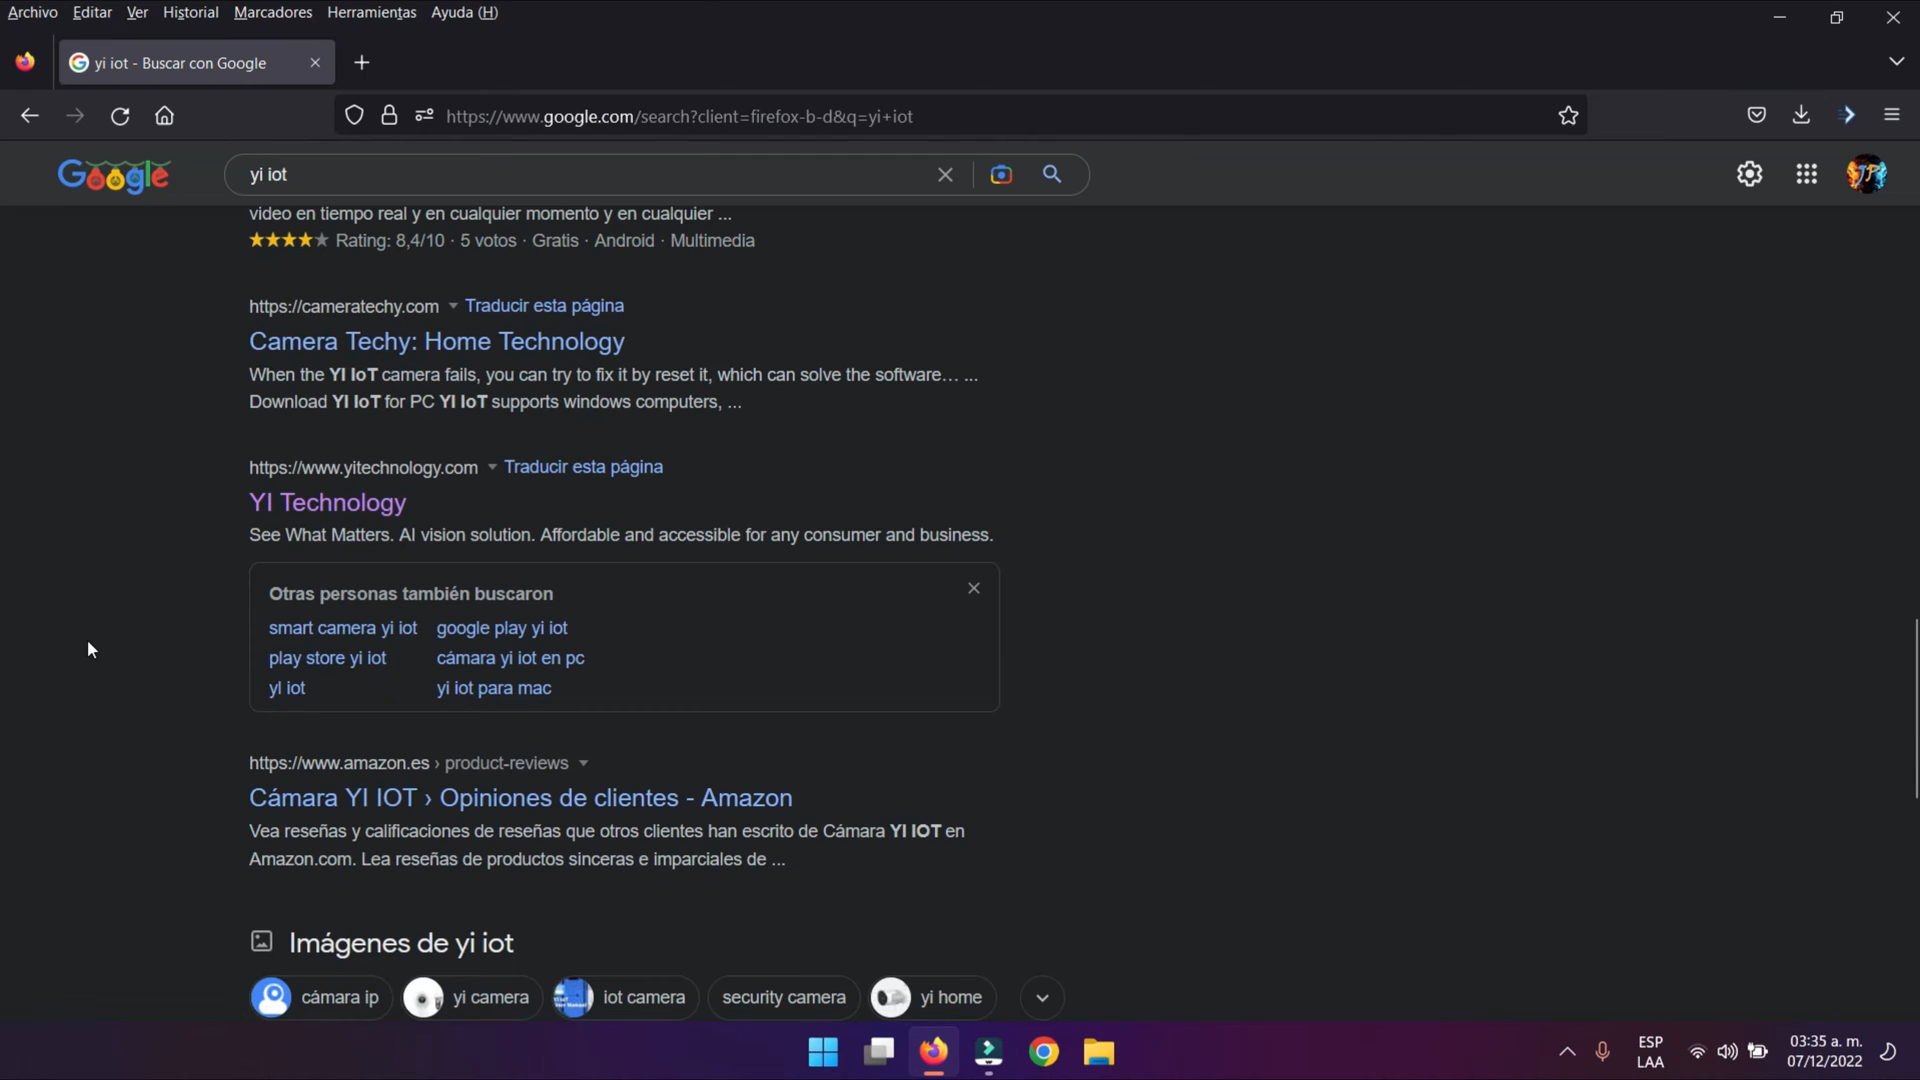 Archivo Editar Ver Historial Marcadores Herramientas Ayuda (H)
yi iot - Buscar con Google
https://www.google.com/search?client=firefox-b-d&q=yi+iot
Google
yi iot
JP
video en tiempo real y en cualquier momento y en cualquier ...
Rating: 8,4/10 · 5 votos · Gratis · Android · Multimedia
https://cameratechy.com Traducir esta página
Camera Techy: Home Technology
When the YI IoT camera fails, you can try to fix it by reset it, which can solve the software… ...
Download YI IoT for PC YI IoT supports windows computers, ...
https://www.yitechnology.com Traducir esta página
YI Technology
See What Matters. AI vision solution. Affordable and accessible for any consumer and business.
Otras personas también buscaron
smart camera yi iot google play yi iot
play store yi iot cámara yi iot en pc
yl iot yi iot para mac
https://www.amazon.es › product-reviews
Cámara YI IOT › Opiniones de clientes - Amazon
Vea reseñas y calificaciones de reseñas que otros clientes han escrito de Cámara YI IOT en
Amazon.com. Lea reseñas de productos sinceras e imparciales de ...
Imágenes de yi iot
cámara ip yi camera iot camera security camera yi home
ESP
LAA
03:35 a. m.
07/12/2022